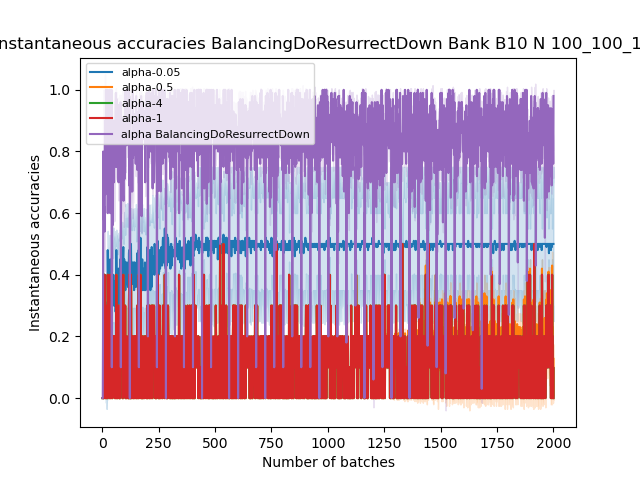 nstantaneous accuracies BalancingDoResurrectDown Bank B10 N 100_100_1
alpha-0.05
alpha-0.5
alpha-4
alpha-1
alpha BalancingDoResurrectDown
1.0
0.8
0.6
0.4
0.2
0.0
Instantaneous accuracies
0 250 500 750 1000 1250 1500 1750 2000
Number of batches